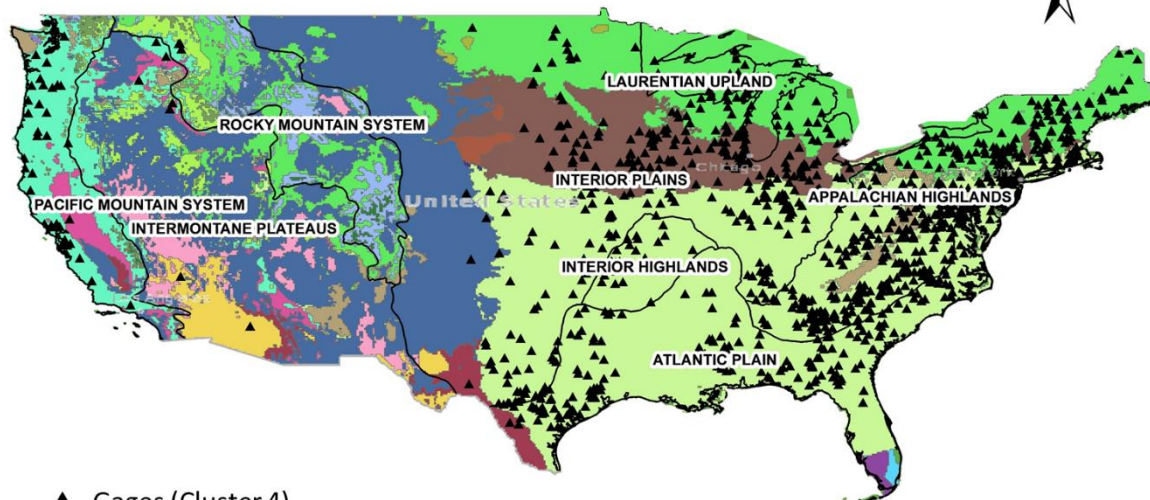 LAURENTIAN UPLAND
ROCKY MOUNTAIN SYSTEM
Chicago
INTERIOR PLAINS
APPALACHIAN HIGHLANDS
PACIFIC MOUNTAIN SYSTEM
United States
INTERMONTANE PLATEAUS
INTERIOR HIGHLANDS
ATLANTIC PLAIN
Gages (Cluster 4)